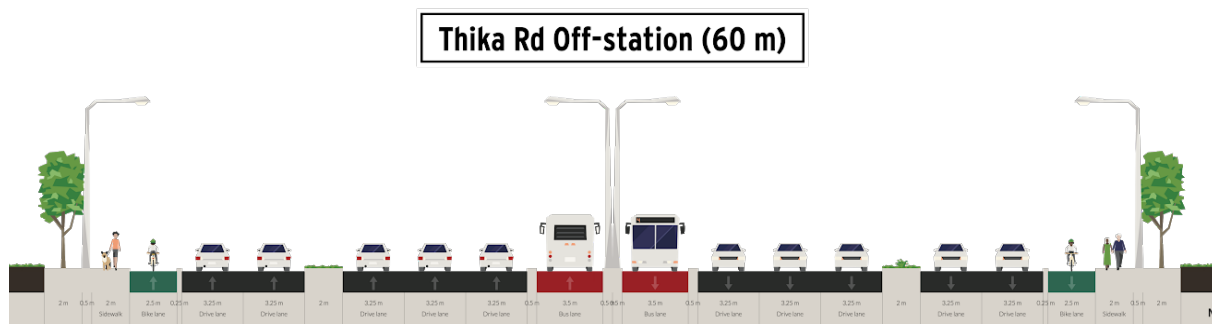 Thika Rd Off-station (60 m)
2 m 0.5 m 2 m 2.5 m 0.25 m 3.25 m 3.25 m 2 m 3.25 m 3.25 m 3.25 m 0.5 m 3.5 m 3.5 m 0.5 m 3.25 m 3.25 m 3.25 m 2 m 3.25 m 3.25 m 0.25 m 2.5 m 2 m 0.5 m 2 m
Sidewalk Bike lane Drive lane Drive lane Drive lane Drive lane Drive lane Bus lane Bus lane Drive lane Drive lane Drive lane Drive lane Drive lane Bike lane Sidewalk